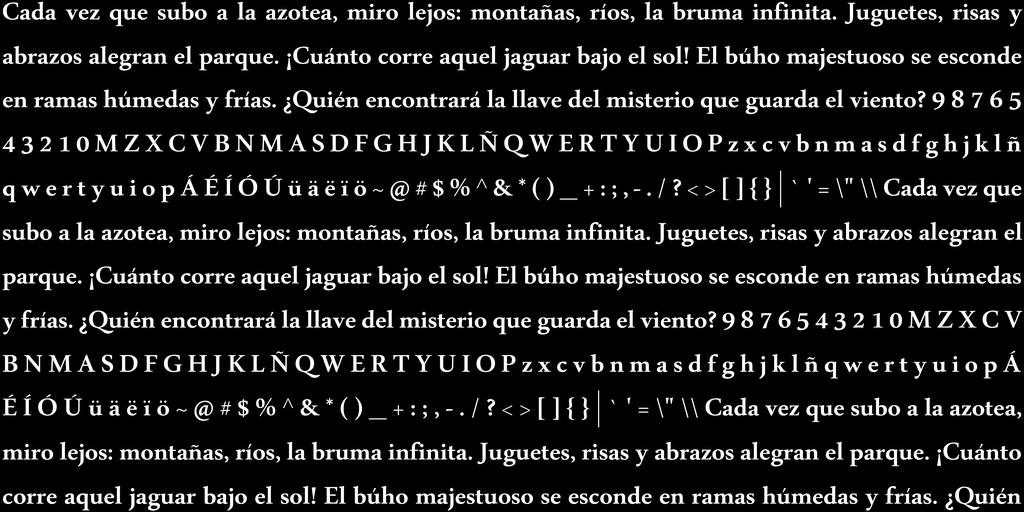 Cada vez que subo a la azotea, miro lejos: montañas, ríos, la bruma infinita. Juguetes, risas y
abrazos alegran el parque. ¡Cuánto corre aquel jaguar bajo el sol! El búho majestuoso se esconde
en ramas húmedas y frías. ¿Quién encontrará la llave del misterio que guarda el viento? 9 8 7 6 5
4 3 2 1 0 M Z X C V B N M A S D F G H J K L Ñ Q W E R T Y U I O P z x c v b n m a s d f g h j k l ñ
q w e r t y u i o p Á É Í Ó Ú ü ä ë ï ö ~ @ # $ % ^ & * ( ) _ + : ; , - . / ? < > [ ] { } | ` ' = \" \\ Cada vez que
subo a la azotea, miro lejos: montañas, ríos, la bruma infinita. Juguetes, risas y abrazos alegran el
parque. ¡Cuánto corre aquel jaguar bajo el sol! El búho majestuoso se esconde en ramas húmedas
y frías. ¿Quién encontrará la llave del misterio que guarda el viento? 9 8 7 6 5 4 3 2 1 0 M Z X C V
B N M A S D F G H J K L Ñ Q W E R T Y U I O P z x c v b n m a s d f g h j k l ñ q w e r t y u i o p Á
É Í Ó Ú ü ä ë ï ö ~ @ # $ % ^ & * ( ) _ + : ; , - . / ? < > [ ] { } | ` ' = \" \\ Cada vez que subo a la azotea,
miro lejos: montañas, ríos, la bruma infinita. Juguetes, risas y abrazos alegran el parque. ¡Cuánto
corre aquel jaguar bajo el sol! El búho majestuoso se esconde en ramas húmedas y frías. ¿Quién